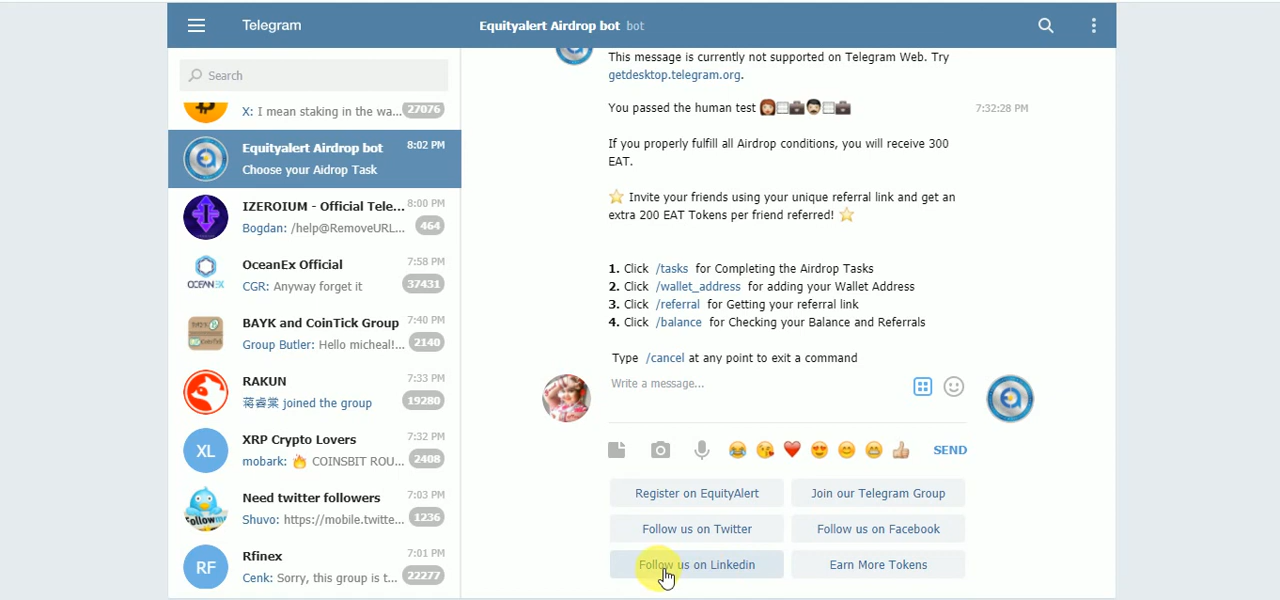 Telegram
Equityalert Airdrop bot bot
Search
X: I mean staking in the wa... 27076
Equityalert Airdrop bot 8:02 PM
Choose your Aidrop Task
IZEROIUM - Official Tele... 8:00 PM
Bogdan: /help@RemoveURL... 464
OceanEx Official 7:58 PM
CGR: Anyway forget it 37431
BAYK and CoinTick Group 7:40 PM
Group Butler: Hello micheal!... 2140
RAKUN 7:33 PM
蒋睿棠 joined the group 19280
XL XRP Crypto Lovers 7:32 PM
mobark: 🔥 COINSBIT ROU... 2408
Need twitter followers 7:03 PM
Shuvo: https://mobile.twitte... 1236
RF Rfinex 7:01 PM
Cenk: Sorry, this group is t... 22277
This message is currently not supported on Telegram Web. Try
getdesktop.telegram.org.
You passed the human test 7:32:28 PM
If you properly fulfill all Airdrop conditions, you will receive 300
EAT.
⭐ Invite your friends using your unique referral link and get an
extra 200 EAT Tokens per friend referred! ⭐
1. Click /tasks for Completing the Airdrop Tasks
2. Click /wallet_address for adding your Wallet Address
3. Click /referral for Getting your referral link
4. Click /balance for Checking your Balance and Referrals
Type /cancel at any point to exit a command
Write a message...
SEND
Register on EquityAlert
Join our Telegram Group
Follow us on Twitter
Follow us on Facebook
Follow us on Linkedin
Earn More Tokens